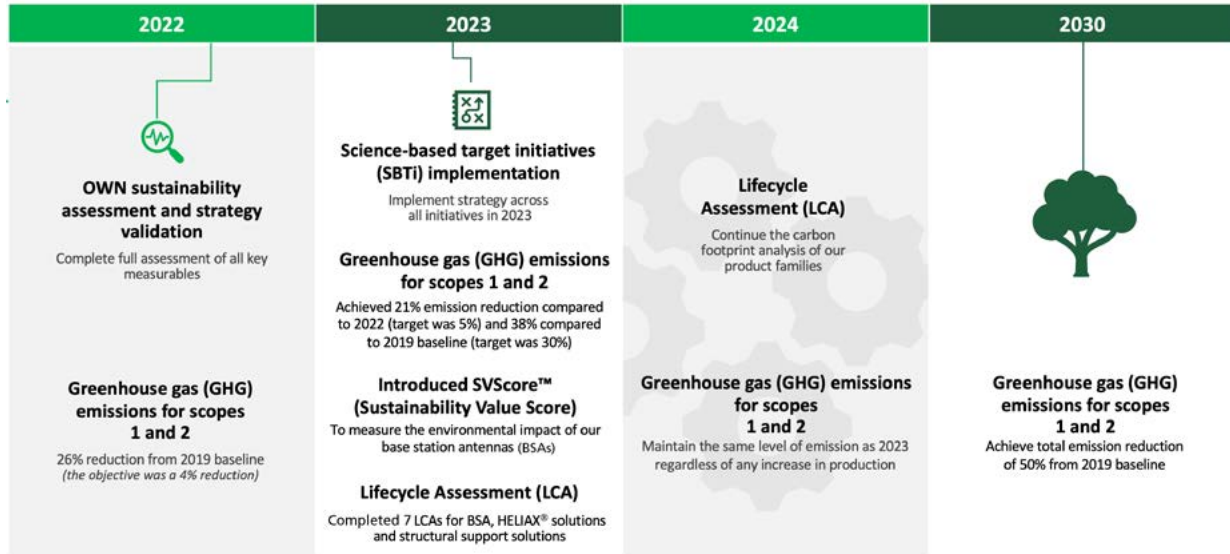 2022
2023
2024
2030
OWN sustainability
assessment and strategy
validation
Complete full assessment of all key
measurables
Greenhouse gas (GHG)
emissions for scopes
1 and 2
26% reduction from 2019 baseline
(the objective was a 4% reduction)
Science-based target initiatives
(SBTi) implementation
Implement strategy across
all initiatives in 2023
Greenhouse gas (GHG) emissions
for scopes 1 and 2
Achieved 21% emission reduction compared
to 2022 (target was 5%) and 38% compared
to 2019 baseline (target was 30%)
Introduced SVScore™
(Sustainability Value Score)
To measure the environmental impact of our
base station antennas (BSAs)
Lifecycle Assessment (LCA)
Completed 7 LCAs for BSA, HELIAX® solutions
and structural support solutions
Lifecycle
Assessment (LCA)
Continue the carbon
footprint analysis of our
product families
Greenhouse gas (GHG) emissions
for scopes
1 and 2
Maintain the same level of emission as 2023
regardless of any increase in production
Greenhouse gas (GHG)
emissions for scopes
1 and 2
Achieve total emission reduction
of 50% from 2019 baseline